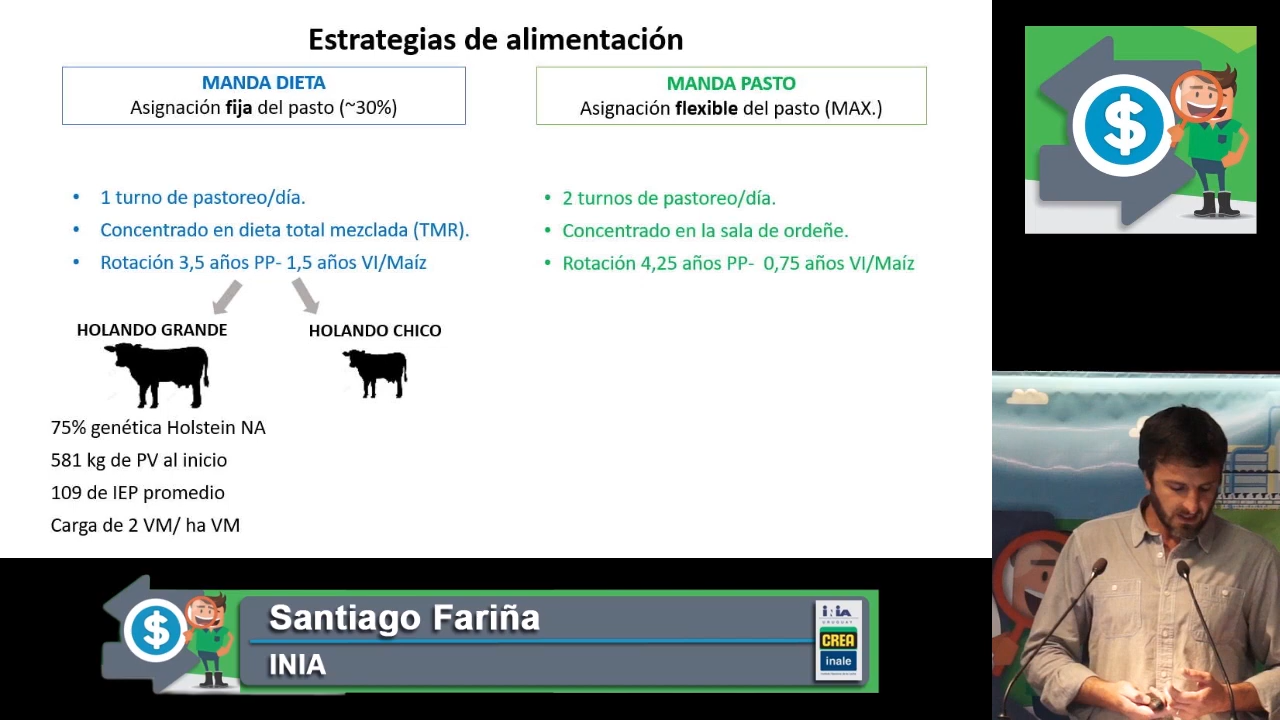 Estrategias de alimentación
MANDA DIETA
Asignación fija del pasto (~30%)
MANDA PASTO
Asignación flexible del pasto (MAX.)
• 1 turno de pastoreo/día.
• Concentrado en dieta total mezclada (TMR).
• Rotación 3,5 años PP- 1,5 años VI/Maíz
• 2 turnos de pastoreo/día.
• Concentrado en la sala de ordeñe.
• Rotación 4,25 años PP- 0,75 años VI/Maíz
HOLANDO GRANDE
HOLANDO CHICO
75% genética Holstein NA
581 kg de PV al inicio
109 de IEP promedio
Carga de 2 VM/ ha VM
$
$
Santiago Fariña
INIA
inia
URUGUAY
CREA
inale